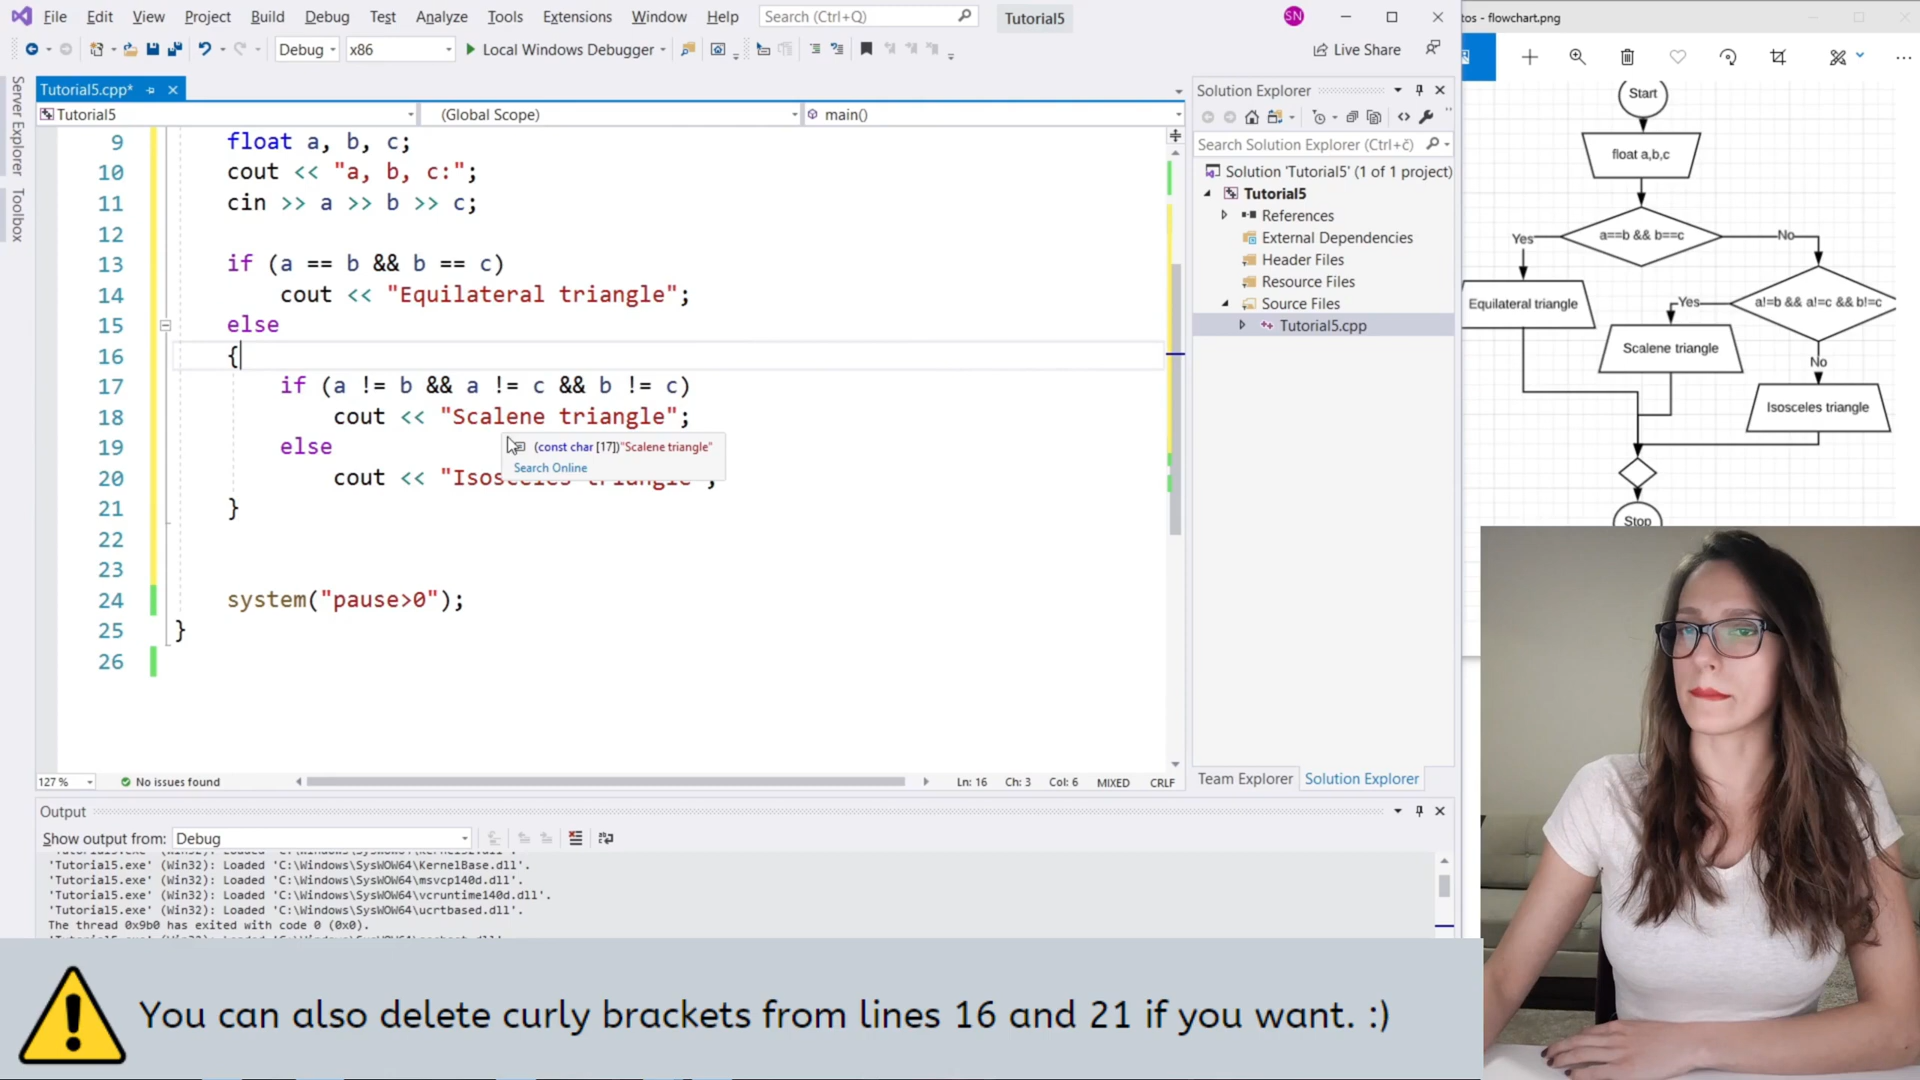 File Edit View Project Build Debug Test Analyze Tools Extensions Window Help Search (Ctrl+Q) Tutorial5 SN
tos - flowchart.png
Debug x86 Local Windows Debugger Live Share
Server Explorer
Toolbox
Tutorial5.cpp*
Tutorial5 (Global Scope) main()
9 float a, b, c;
10 cout << "a, b, c:";
11 cin >> a >> b >> c;
12
13 if (a == b && b == c)
14 cout << "Equilateral triangle";
15 else
16 {
17 if (a != b && a != c && b != c)
18 cout << "Scalene triangle";
19 else
(const char [17])"Scalene triangle"
Search Online
20 cout << "Isosceles triangle";
21 }
22
23
24 system("pause>0");
25 }
26
127 % No issues found Ln: 16 Ch: 3 Col: 6 MIXED CRLF
Solution Explorer
Search Solution Explorer (Ctrl+č)
Solution 'Tutorial5' (1 of 1 project)
Tutorial5
References
External Dependencies
Header Files
Resource Files
Source Files
Tutorial5.cpp
Team Explorer Solution Explorer
Start
float a,b,c
a==b && b==c
Yes
No
Equilateral triangle
Yes
a!=b && a!=c && b!=c
Scalene triangle
No
Isosceles triangle
Stop
Output
Show output from: Debug
'Tutorial5.exe' (Win32): Loaded 'C:\Windows\SysWOW64\KernelBase.dll'.
'Tutorial5.exe' (Win32): Loaded 'C:\Windows\SysWOW64\msvcp140d.dll'.
'Tutorial5.exe' (Win32): Loaded 'C:\Windows\SysWOW64\vcruntime140d.dll'.
'Tutorial5.exe' (Win32): Loaded 'C:\Windows\SysWOW64\ucrtbased.dll'.
The thread 0x9b0 has exited with code 0 (0x0).
You can also delete curly brackets from lines 16 and 21 if you want. :)